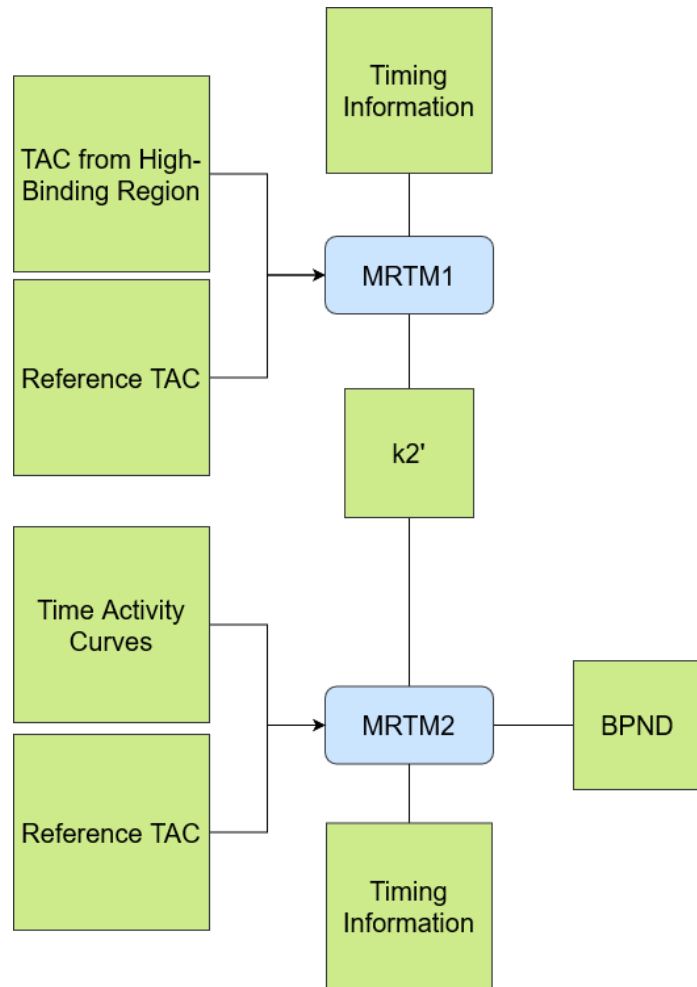 Timing
Information
TAC from High-
Binding Region
MRTM1
Reference TAC
k2'
Time Activity
Curves
MRTM2
BPND
Reference TAC
Timing
Information